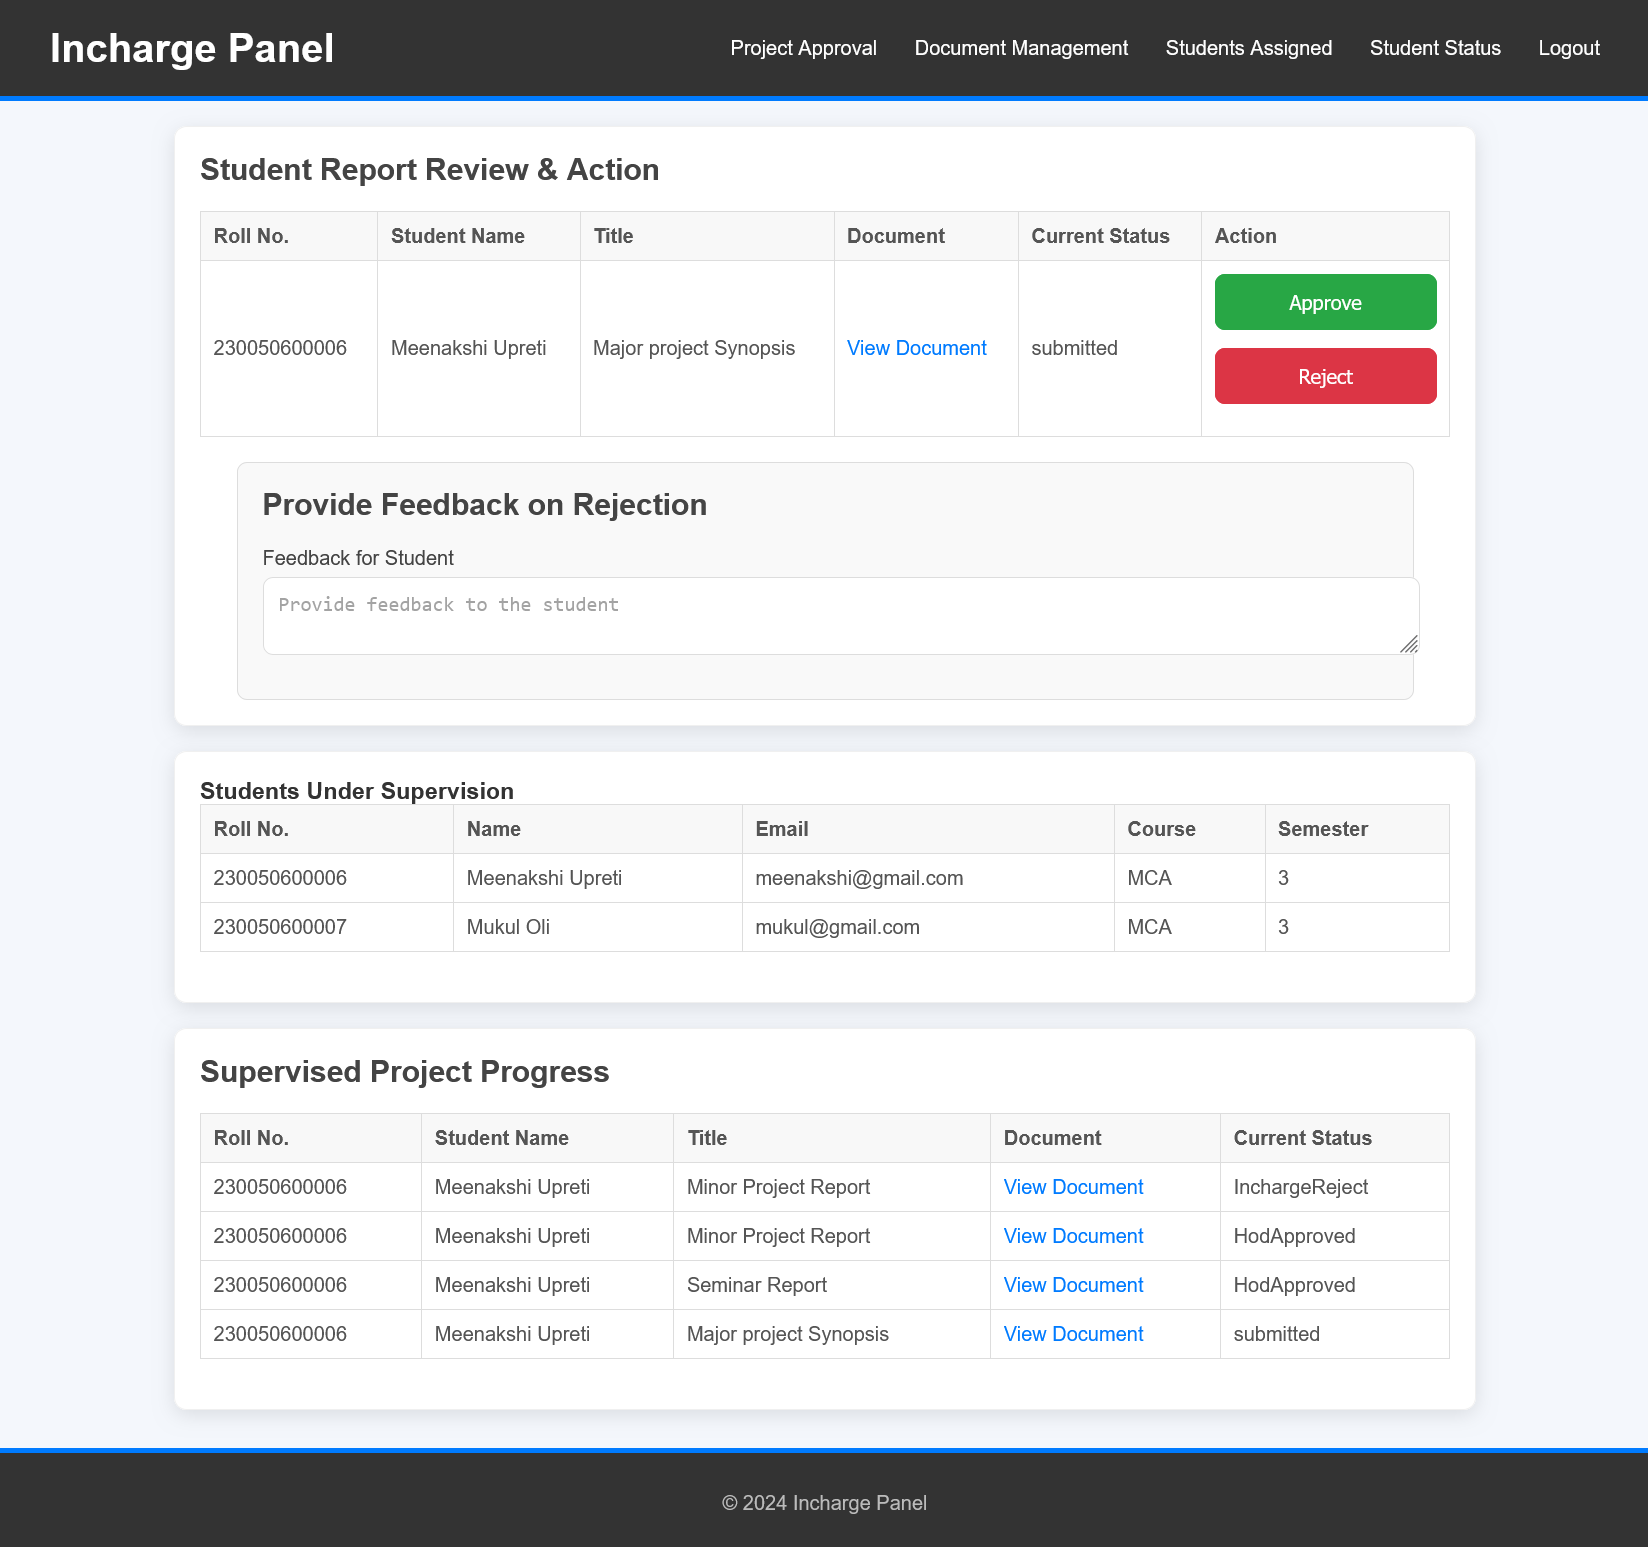 Incharge Panel
Project Approval Document Management Students Assigned Student Status Logout
Student Report Review & Action
Roll No. Student Name Title Document Current Status Action
230050600006 Meenakshi Upreti Major project Synopsis View Document submitted Approve
Reject
Provide Feedback on Rejection
Feedback for Student
Provide feedback to the student
Students Under Supervision
Roll No. Name Email Course Semester
230050600006 Meenakshi Upreti meenakshi@gmail.com MCA 3
230050600007 Mukul Oli mukul@gmail.com MCA 3
Supervised Project Progress
Roll No. Student Name Title Document Current Status
230050600006 Meenakshi Upreti Minor Project Report View Document InchargeReject
230050600006 Meenakshi Upreti Minor Project Report View Document HodApproved
230050600006 Meenakshi Upreti Seminar Report View Document HodApproved
230050600006 Meenakshi Upreti Major project Synopsis View Document submitted
© 2024 Incharge Panel